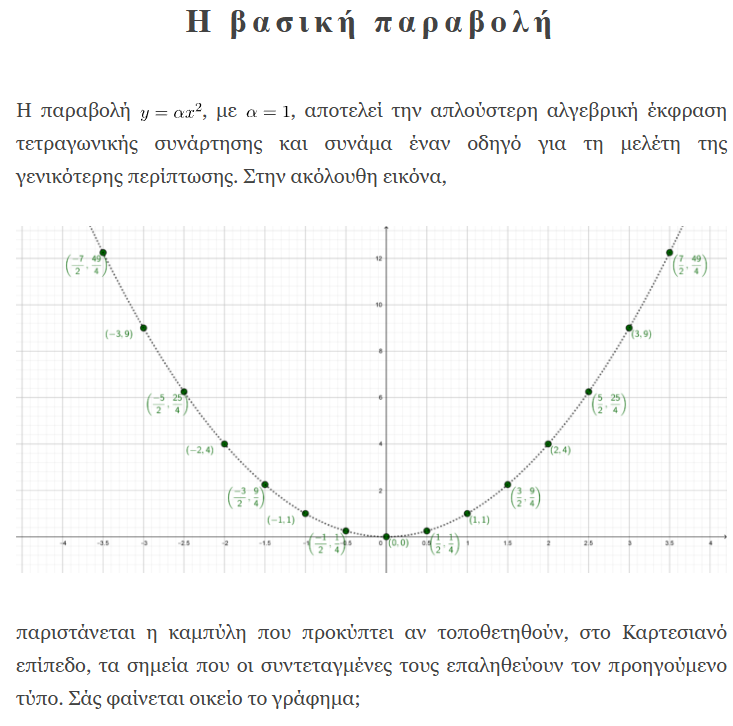 Η βασική παραβολή
Η παραβολή y = αx², με α = 1, αποτελεί την απλούστερη αλγεβρική έκφραση
τετραγωνικής συνάρτησης και συνάμα έναν οδηγό για τη μελέτη της
γενικότερης περίπτωσης. Στην ακόλουθη εικόνα,
12
(-7/2, 49/4)
(7/2, 49/4)
10
(-3, 9)
(3, 9)
8
6
(-5/2, 25/4)
(5/2, 25/4)
4
(-2, 4)
(2, 4)
2
(-3/2, 9/4)
(3/2, 9/4)
(-1, 1)
(1, 1)
(-1/2, 1/4)
(0, 0)
(1/2, 1/4)
-4 -3.5 -3 -2.5 -2 -1.5 -1 -0.5 0 0.5 1 1.5 2 2.5 3 3.5 4
παριστάνεται η καμπύλη που προκύπτει αν τοποθετηθούν, στο Καρτεσιανό
επίπεδο, τα σημεία που οι συντεταγμένες τους επαληθεύουν τον προηγούμενο
τύπο. Σάς φαίνεται οικείο το γράφημα;